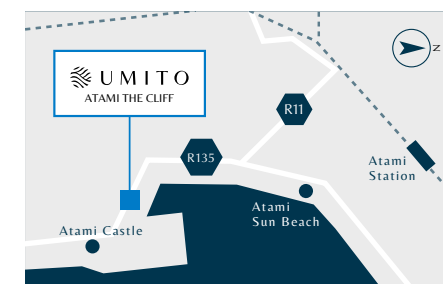 UMITO
ATAMI THE CLIFF
N
R11
R135
Atami
Station
Atami
Sun Beach
Atami Castle